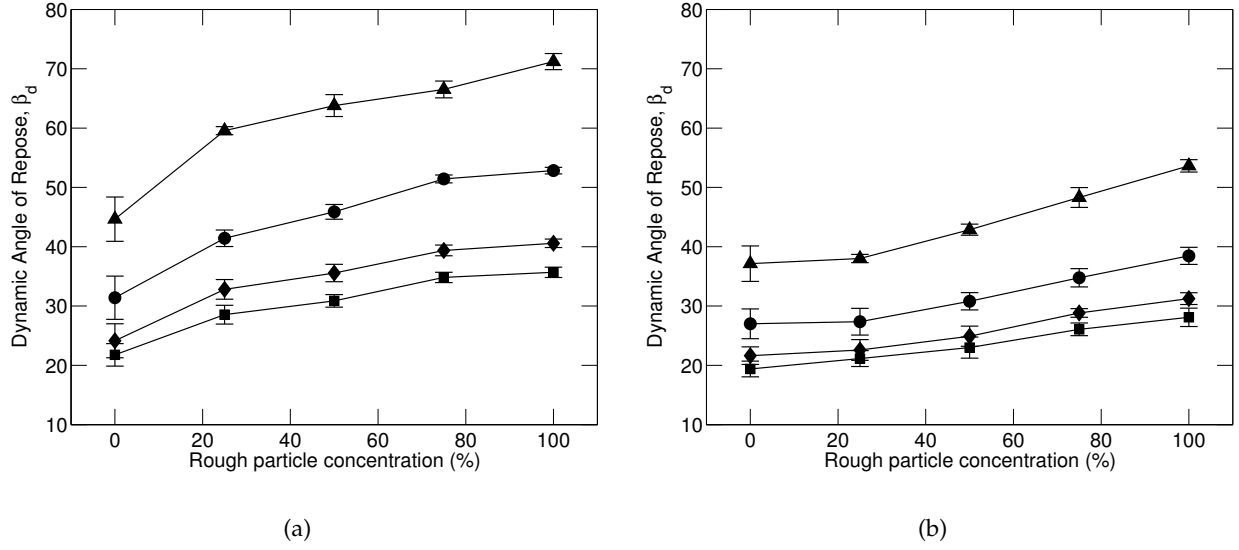 80
70
60
50
40
30
20
10
Dynamic Angle of Repose, β_d
0 20 40 60 80 100
Rough particle concentration (%)
(a)
80
70
60
50
40
30
20
10
Dynamic Angle of Repose, β_d
0 20 40 60 80 100
Rough particle concentration (%)
(b)